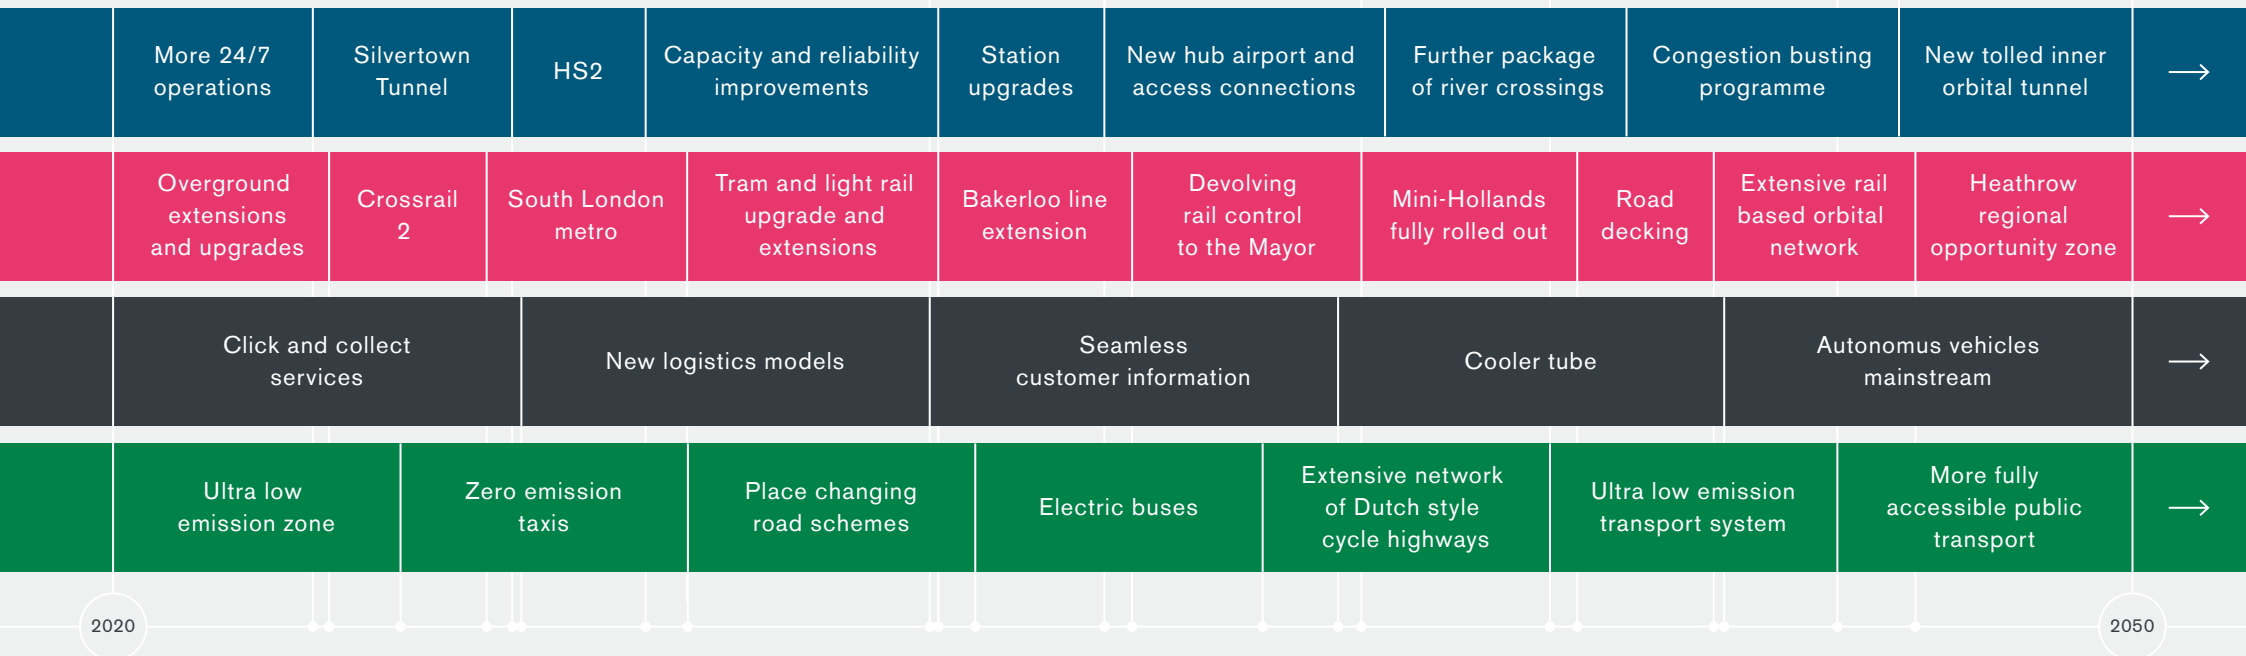 More 24/7
operations
Silvertown
Tunnel
HS2
Capacity and reliability
improvements
Station
upgrades
New hub airport and
access connections
Further package
of river crossings
Congestion busting
programme
New tolled inner
orbital tunnel
Overground
extensions
and upgrades
Crossrail
2
South London
metro
Tram and light rail
upgrade and
extensions
Bakerloo line
extension
Devolving
rail control
to the Mayor
Mini-Hollands
fully rolled out
Road
decking
Extensive rail
based orbital
network
Heathrow
regional
opportunity zone
Click and collect
services
New logistics models
Seamless
customer information
Cooler tube
Autonomus vehicles
mainstream
Ultra low
emission zone
Zero emission
taxis
Place changing
road schemes
Electric buses
Extensive network
of Dutch style
cycle highways
Ultra low emission
transport system
More fully
accessible public
transport
2020
2050